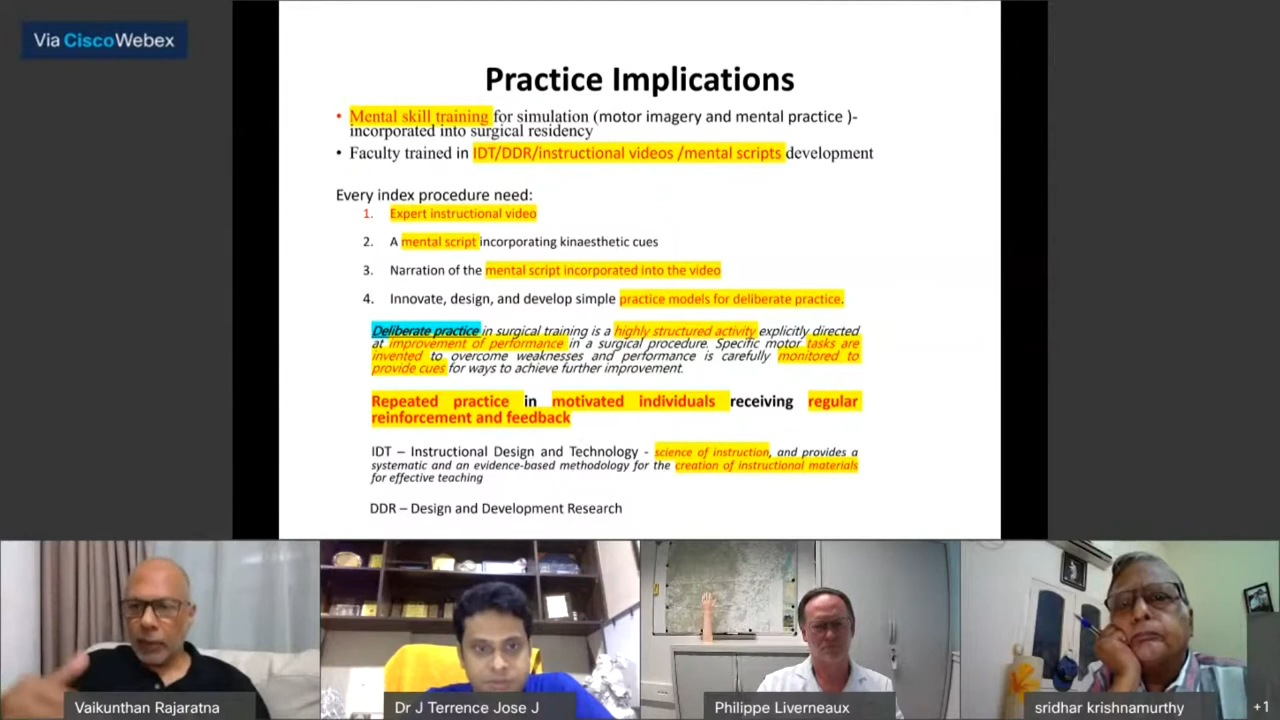 Via CiscoWebex
Practice Implications
• Mental skill training for simulation (motor imagery and mental practice )-
incorporated into surgical residency
• Faculty trained in IDT/DDR/instructional videos /mental scripts development
Every index procedure need:
1. Expert instructional video
2. A mental script incorporating kinaesthetic cues
3. Narration of the mental script incorporated into the video
4. Innovate, design, and develop simple practice models for deliberate practice.
Deliberate practice in surgical training is a highly structured activity explicitly directed
at improvement of performance in a surgical procedure. Specific motor tasks are
invented to overcome weaknesses and performance is carefully monitored to
provide cues for ways to achieve further improvement.
Repeated practice in motivated individuals receiving regular
reinforcement and feedback
IDT – Instructional Design and Technology - science of instruction, and provides a
systematic and an evidence-based methodology for the creation of instructional materials
for effective teaching
DDR – Design and Development Research
Vaikunthan Rajaratna
Dr J Terrence Jose J
Philippe Liverneaux
sridhar krishnamurthy
+1